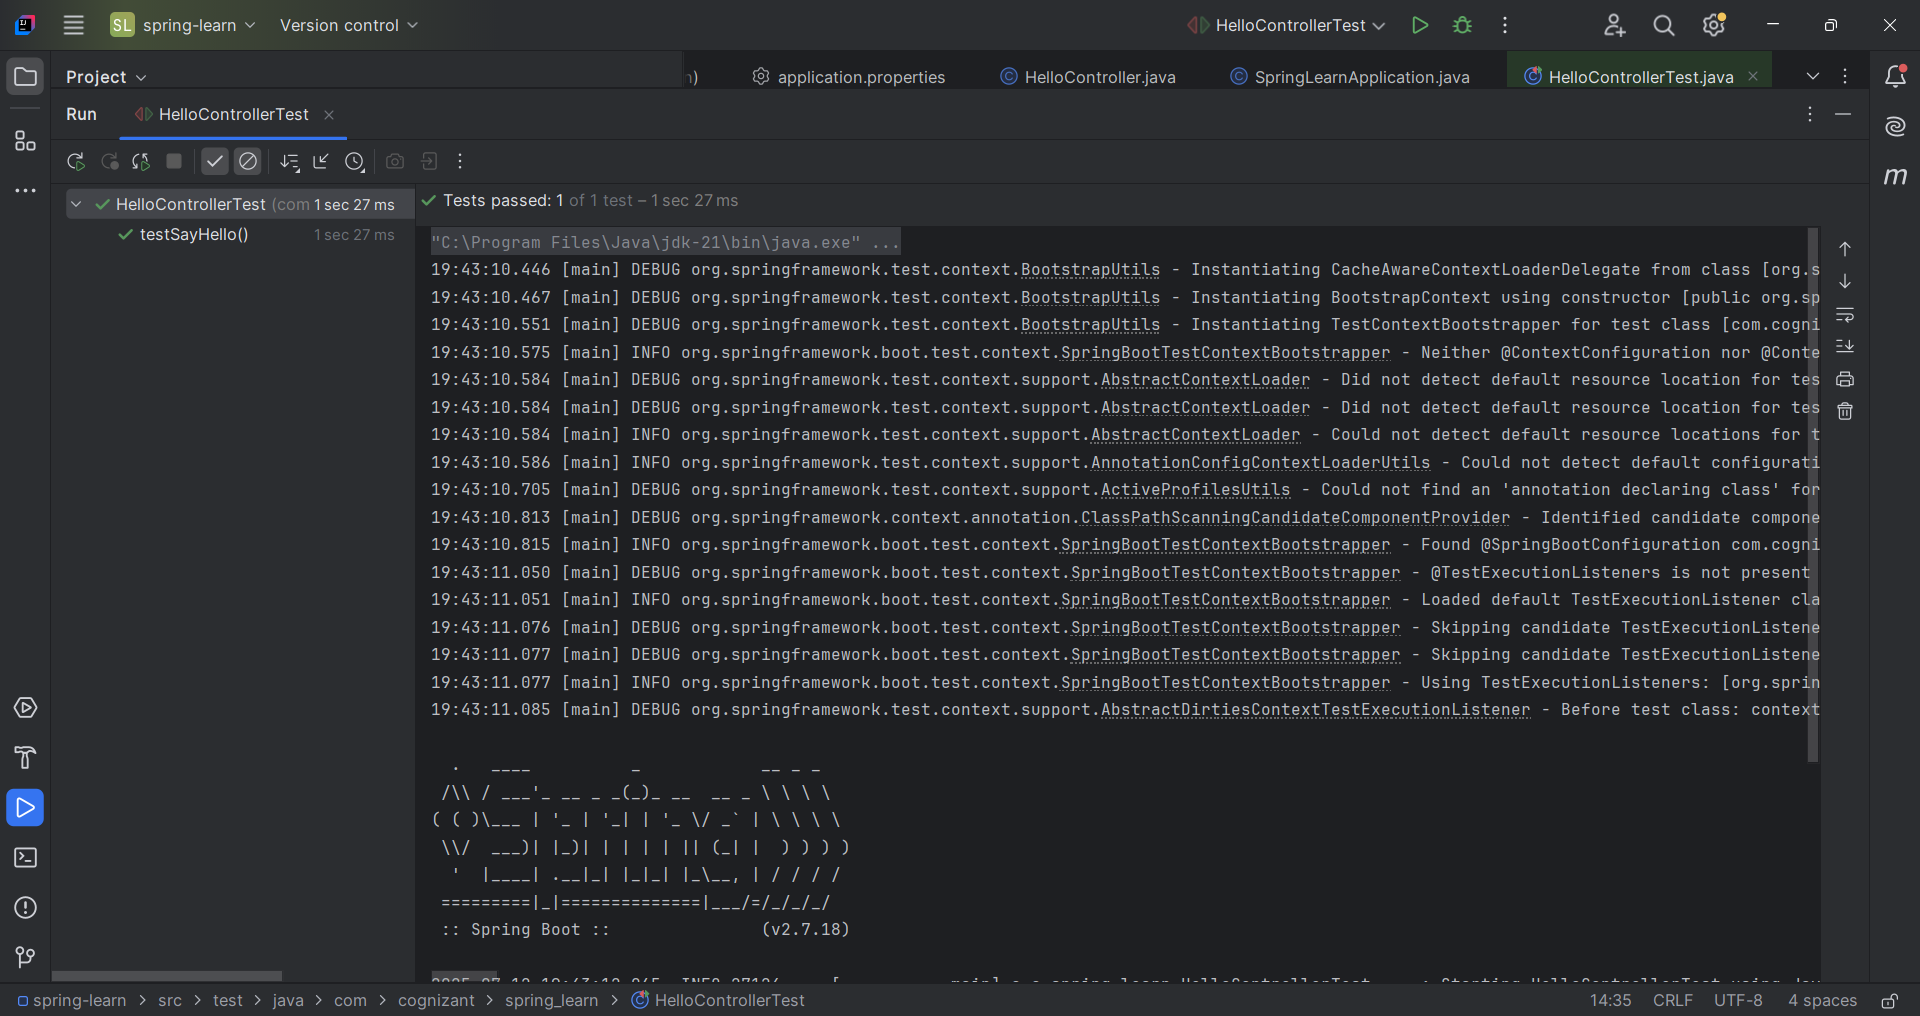 SL spring-learn Version control HelloControllerTest
Project n) application.properties HelloController.java SpringLearnApplication.java HelloControllerTest.java
Run HelloControllerTest
HelloControllerTest (com 1 sec 27 ms
testSayHello() 1 sec 27 ms
Tests passed: 1 of 1 test – 1 sec 27 ms
"C:\Program Files\Java\jdk-21\bin\java.exe" ...
19:43:10.446 [main] DEBUG org.springframework.test.context.BootstrapUtils - Instantiating CacheAwareContextLoaderDelegate from class [org.s
19:43:10.467 [main] DEBUG org.springframework.test.context.BootstrapUtils - Instantiating BootstrapContext using constructor [public org.sp
19:43:10.551 [main] DEBUG org.springframework.test.context.BootstrapUtils - Instantiating TestContextBootstrapper for test class [com.cogni
19:43:10.575 [main] INFO org.springframework.boot.test.context.SpringBootTestContextBootstrapper - Neither @ContextConfiguration nor @Conte
19:43:10.584 [main] DEBUG org.springframework.test.context.support.AbstractContextLoader - Did not detect default resource location for tes
19:43:10.584 [main] DEBUG org.springframework.test.context.support.AbstractContextLoader - Did not detect default resource location for tes
19:43:10.584 [main] INFO org.springframework.test.context.support.AbstractContextLoader - Could not detect default resource locations for t
19:43:10.586 [main] INFO org.springframework.test.context.support.AnnotationConfigContextLoaderUtils - Could not detect default configurati
19:43:10.705 [main] DEBUG org.springframework.test.context.support.ActiveProfilesUtils - Could not find an 'annotation declaring class' for
19:43:10.813 [main] DEBUG org.springframework.context.annotation.ClassPathScanningCandidateComponentProvider - Identified candidate compone
19:43:10.815 [main] INFO org.springframework.boot.test.context.SpringBootTestContextBootstrapper - Found @SpringBootConfiguration com.cogni
19:43:11.050 [main] DEBUG org.springframework.boot.test.context.SpringBootTestContextBootstrapper - @TestExecutionListeners is not present
19:43:11.051 [main] INFO org.springframework.boot.test.context.SpringBootTestContextBootstrapper - Loaded default TestExecutionListener cla
19:43:11.076 [main] DEBUG org.springframework.boot.test.context.SpringBootTestContextBootstrapper - Skipping candidate TestExecutionListene
19:43:11.077 [main] DEBUG org.springframework.boot.test.context.SpringBootTestContextBootstrapper - Skipping candidate TestExecutionListene
19:43:11.077 [main] INFO org.springframework.boot.test.context.SpringBootTestContextBootstrapper - Using TestExecutionListeners: [org.sprin
19:43:11.085 [main] DEBUG org.springframework.test.context.support.AbstractDirtiesContextTestExecutionListener - Before test class: context
  .   ____          _            __ _ _
 /\\ / ___'_ __ _ _(_)_ __  __ _ \ \ \ \
( ( )\___ | '_ | '_| | '_ \/ _` | \ \ \ \
 \\/  ___)| |_)| | | | | || (_| |  ) ) ) )
  '  |____| .__|_| |_|_| |_\__, | / / / /
 =========|_|==============|___/=/_/_/_/
 :: Spring Boot ::               (v2.7.18)
spring-learn > src > test > java > com > cognizant > spring_learn > HelloControllerTest 14:35 CRLF UTF-8 4 spaces